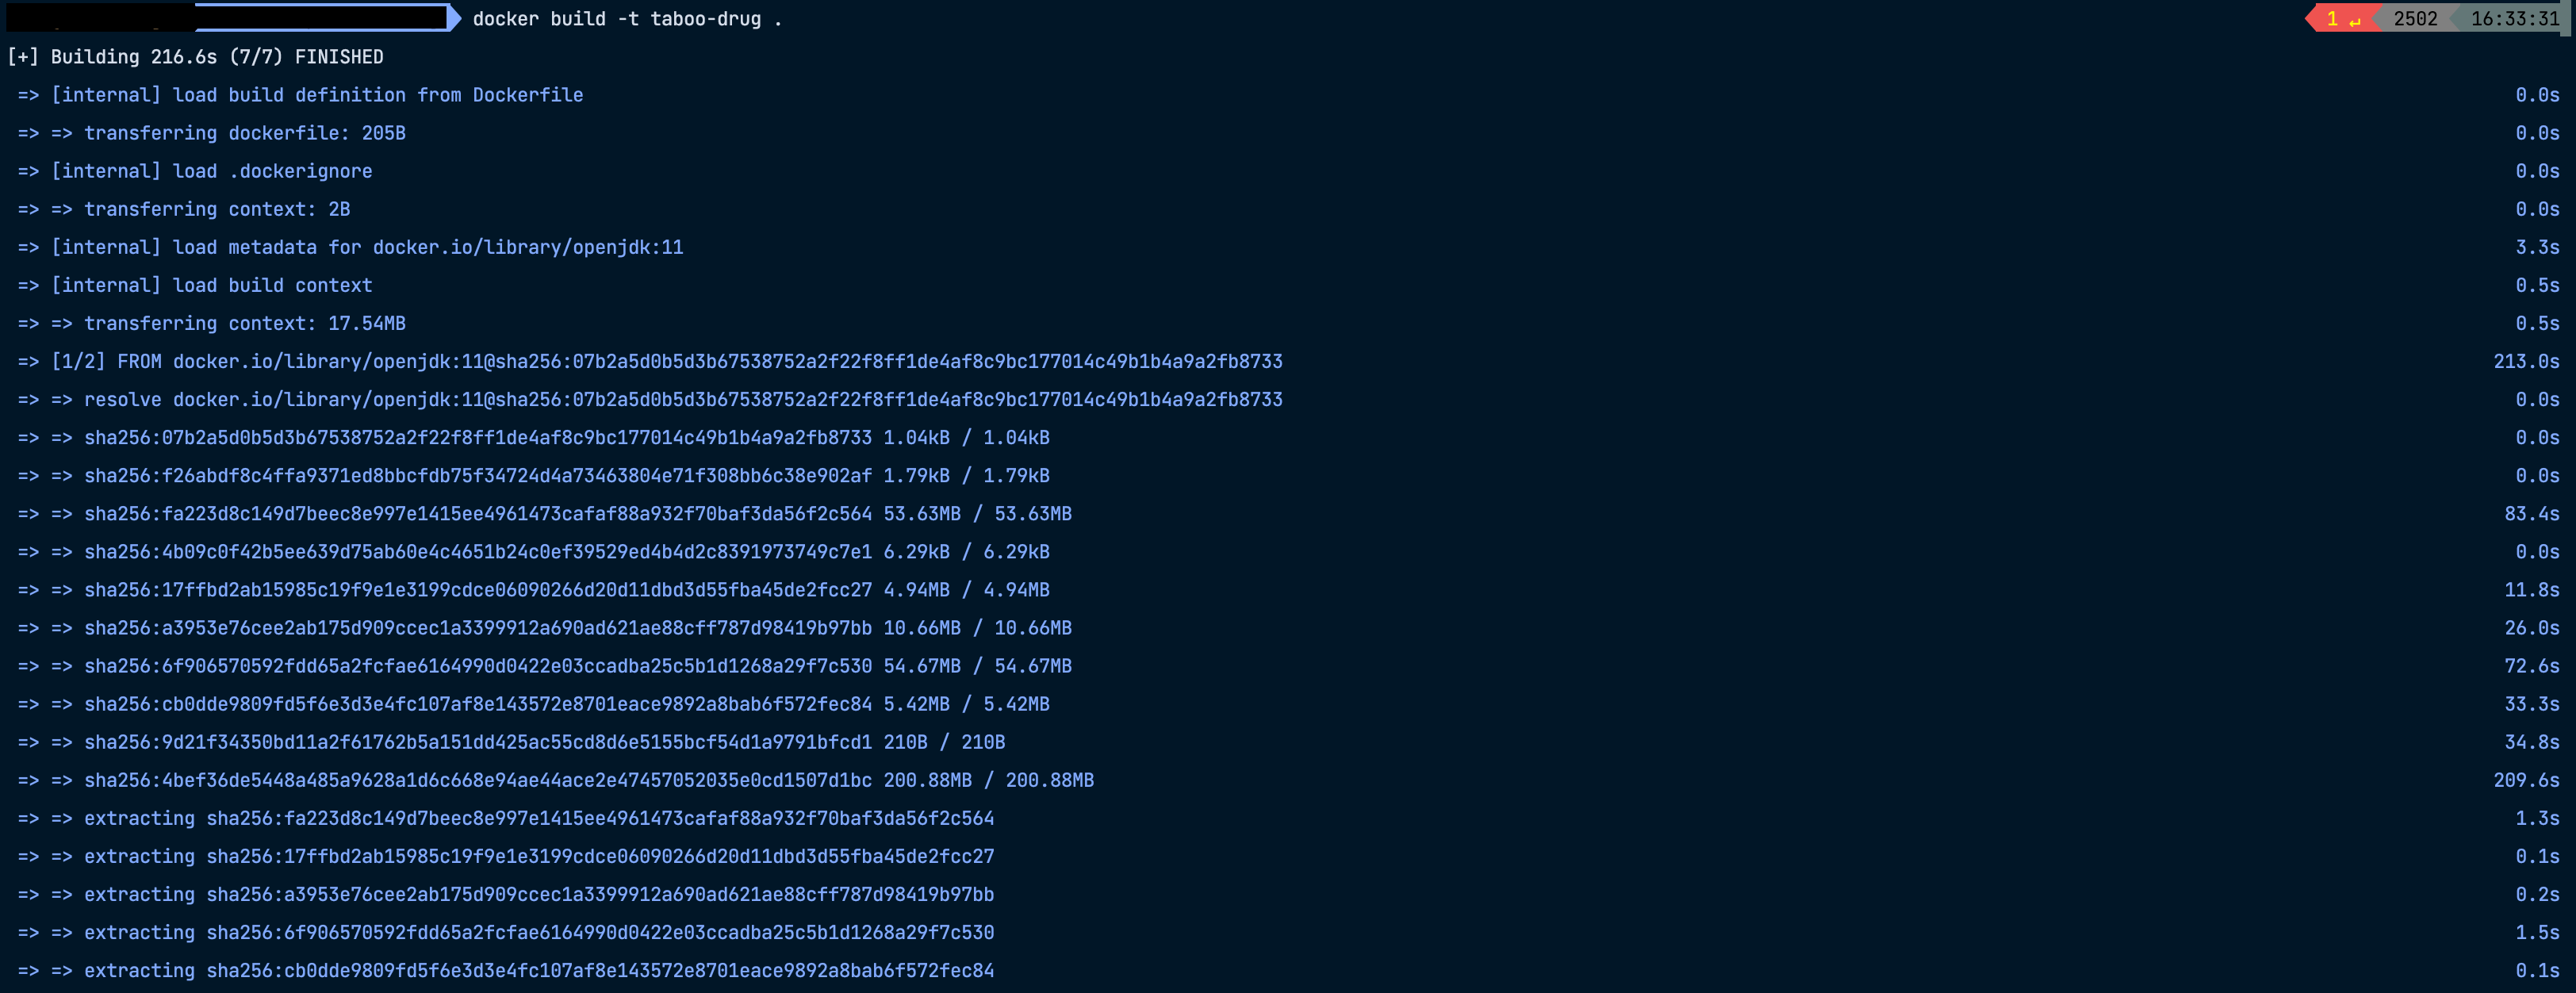 docker build -t taboo-drug . 1 ↵ 2502 16:33:31
[+] Building 216.6s (7/7) FINISHED
=> [internal] load build definition from Dockerfile 0.0s
=> => transferring dockerfile: 205B 0.0s
=> [internal] load .dockerignore 0.0s
=> => transferring context: 2B 0.0s
=> [internal] load metadata for docker.io/library/openjdk:11 3.3s
=> [internal] load build context 0.5s
=> => transferring context: 17.54MB 0.5s
=> [1/2] FROM docker.io/library/openjdk:11@sha256:07b2a5d0b5d3b67538752a2f22f8ff1de4af8c9bc177014c49b1b4a9a2fb8733 213.0s
=> => resolve docker.io/library/openjdk:11@sha256:07b2a5d0b5d3b67538752a2f22f8ff1de4af8c9bc177014c49b1b4a9a2fb8733 0.0s
=> => sha256:07b2a5d0b5d3b67538752a2f22f8ff1de4af8c9bc177014c49b1b4a9a2fb8733 1.04kB / 1.04kB 0.0s
=> => sha256:f26abdf8c4ffa9371ed8bbcfdb75f34724d4a73463804e71f308bb6c38e902af 1.79kB / 1.79kB 0.0s
=> => sha256:fa223d8c149d7beec8e997e1415ee4961473cafaf88a932f70baf3da56f2c564 53.63MB / 53.63MB 83.4s
=> => sha256:4b09c0f42b5ee639d75ab60e4c4651b24c0ef39529ed4b4d2c8391973749c7e1 6.29kB / 6.29kB 0.0s
=> => sha256:17ffbd2ab15985c19f9e1e3199cdce06090266d20d11dbd3d55fba45de2fcc27 4.94MB / 4.94MB 11.8s
=> => sha256:a3953e76cee2ab175d909ccec1a3399912a690ad621ae88cff787d98419b97bb 10.66MB / 10.66MB 26.0s
=> => sha256:6f906570592fdd65a2fcfae6164990d0422e03ccadba25c5b1d1268a29f7c530 54.67MB / 54.67MB 72.6s
=> => sha256:cb0dde9809fd5f6e3d3e4fc107af8e143572e8701eace9892a8bab6f572fec84 5.42MB / 5.42MB 33.3s
=> => sha256:9d21f34350bd11a2f61762b5a151dd425ac55cd8d6e5155bcf54d1a9791bfcd1 210B / 210B 34.8s
=> => sha256:4bef36de5448a485a9628a1d6c668e94ae44ace2e47457052035e0cd1507d1bc 200.88MB / 200.88MB 209.6s
=> => extracting sha256:fa223d8c149d7beec8e997e1415ee4961473cafaf88a932f70baf3da56f2c564 1.3s
=> => extracting sha256:17ffbd2ab15985c19f9e1e3199cdce06090266d20d11dbd3d55fba45de2fcc27 0.1s
=> => extracting sha256:a3953e76cee2ab175d909ccec1a3399912a690ad621ae88cff787d98419b97bb 0.2s
=> => extracting sha256:6f906570592fdd65a2fcfae6164990d0422e03ccadba25c5b1d1268a29f7c530 1.5s
=> => extracting sha256:cb0dde9809fd5f6e3d3e4fc107af8e143572e8701eace9892a8bab6f572fec84 0.1s